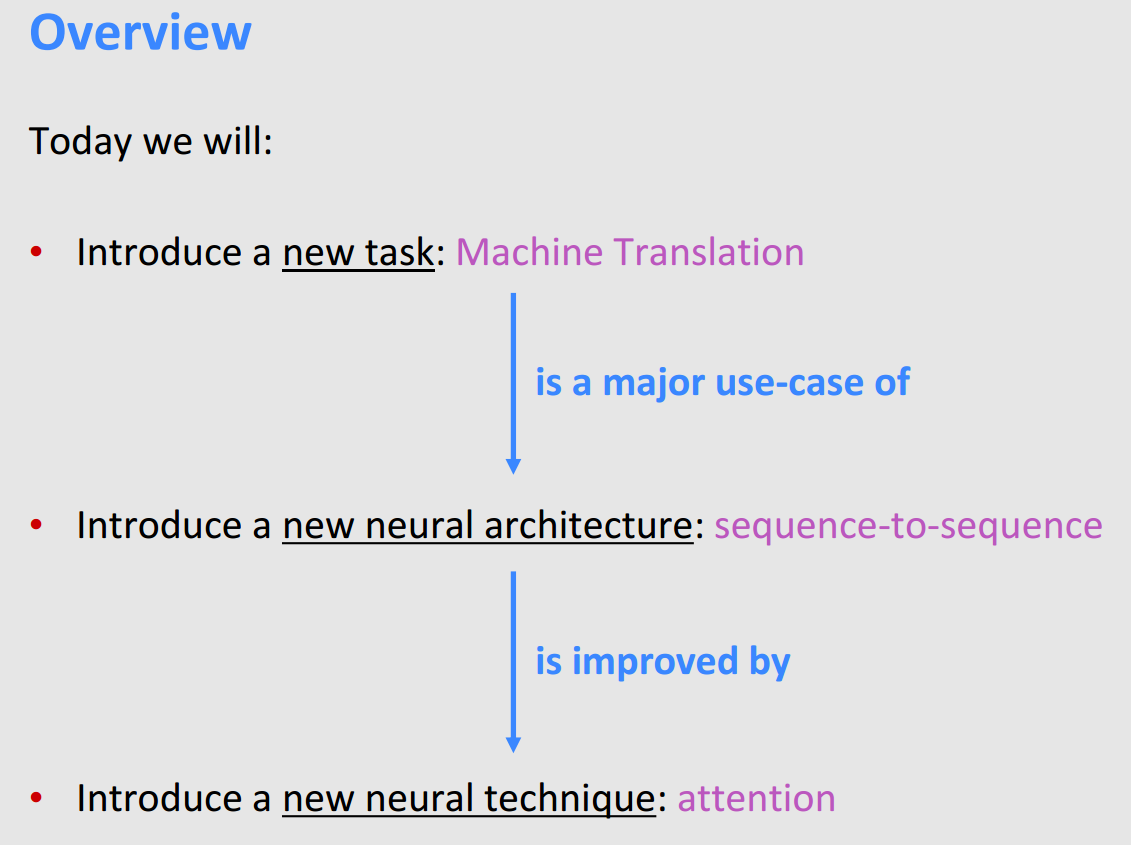 Overview
Today we will:
• Introduce a new task: Machine Translation
is a major use-case of
• Introduce a new neural architecture: sequence-to-sequence
is improved by
• Introduce a new neural technique: attention